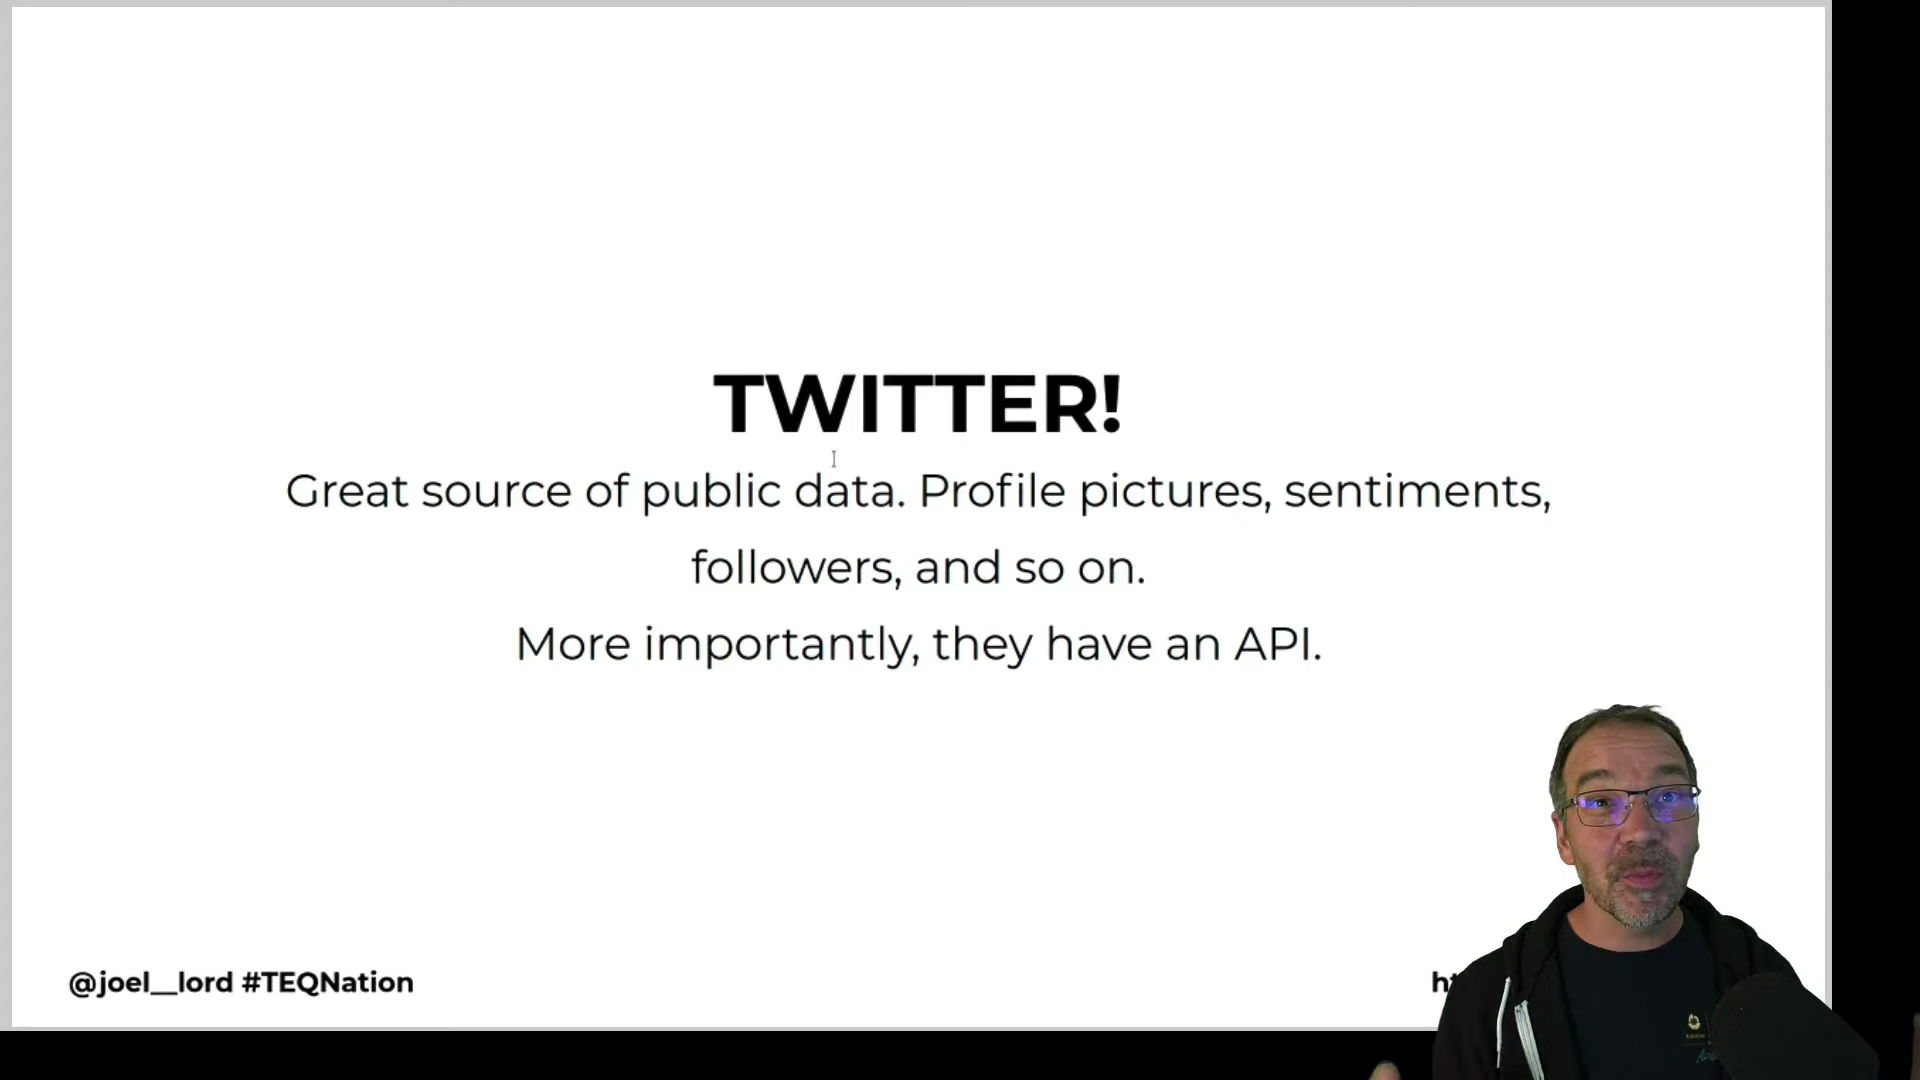 TWITTER!
Great source of public data. Profile pictures, sentiments,
followers, and so on.
More importantly, they have an API.
@joel__lord #TEQNation